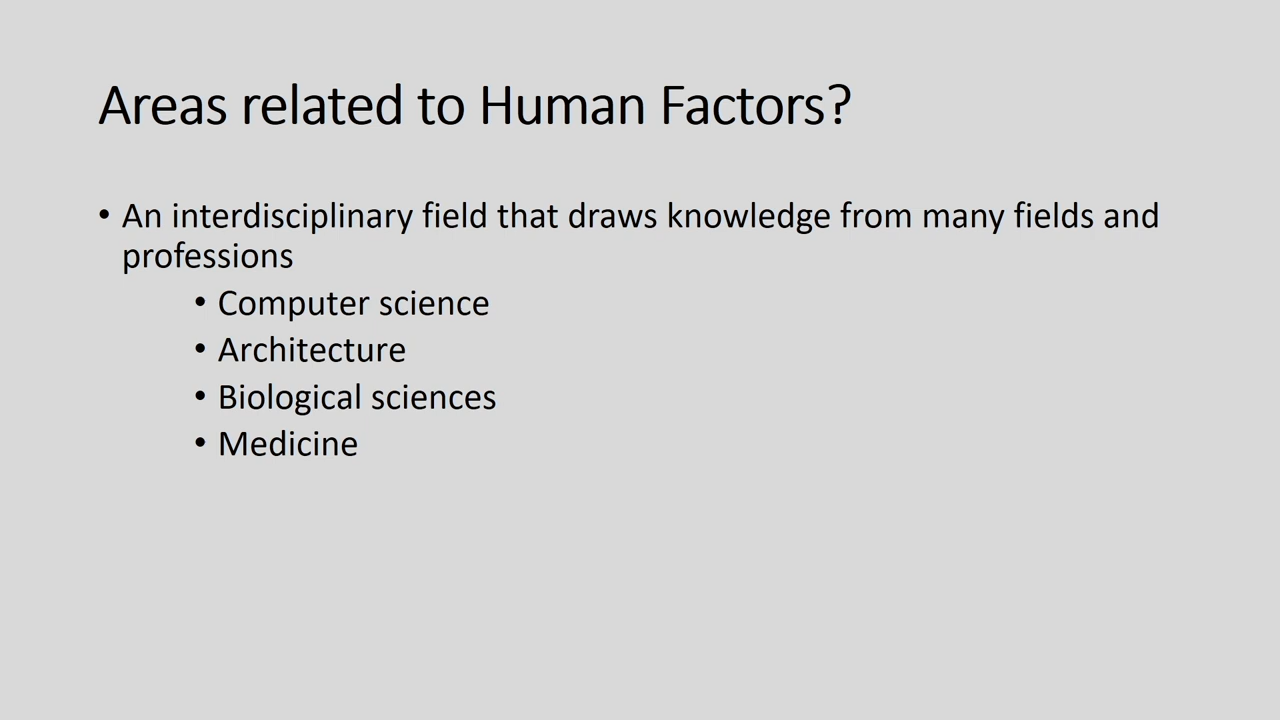 Areas related to Human Factors?
• An interdisciplinary field that draws knowledge from many fields and
professions
• Computer science
• Architecture
• Biological sciences
• Medicine